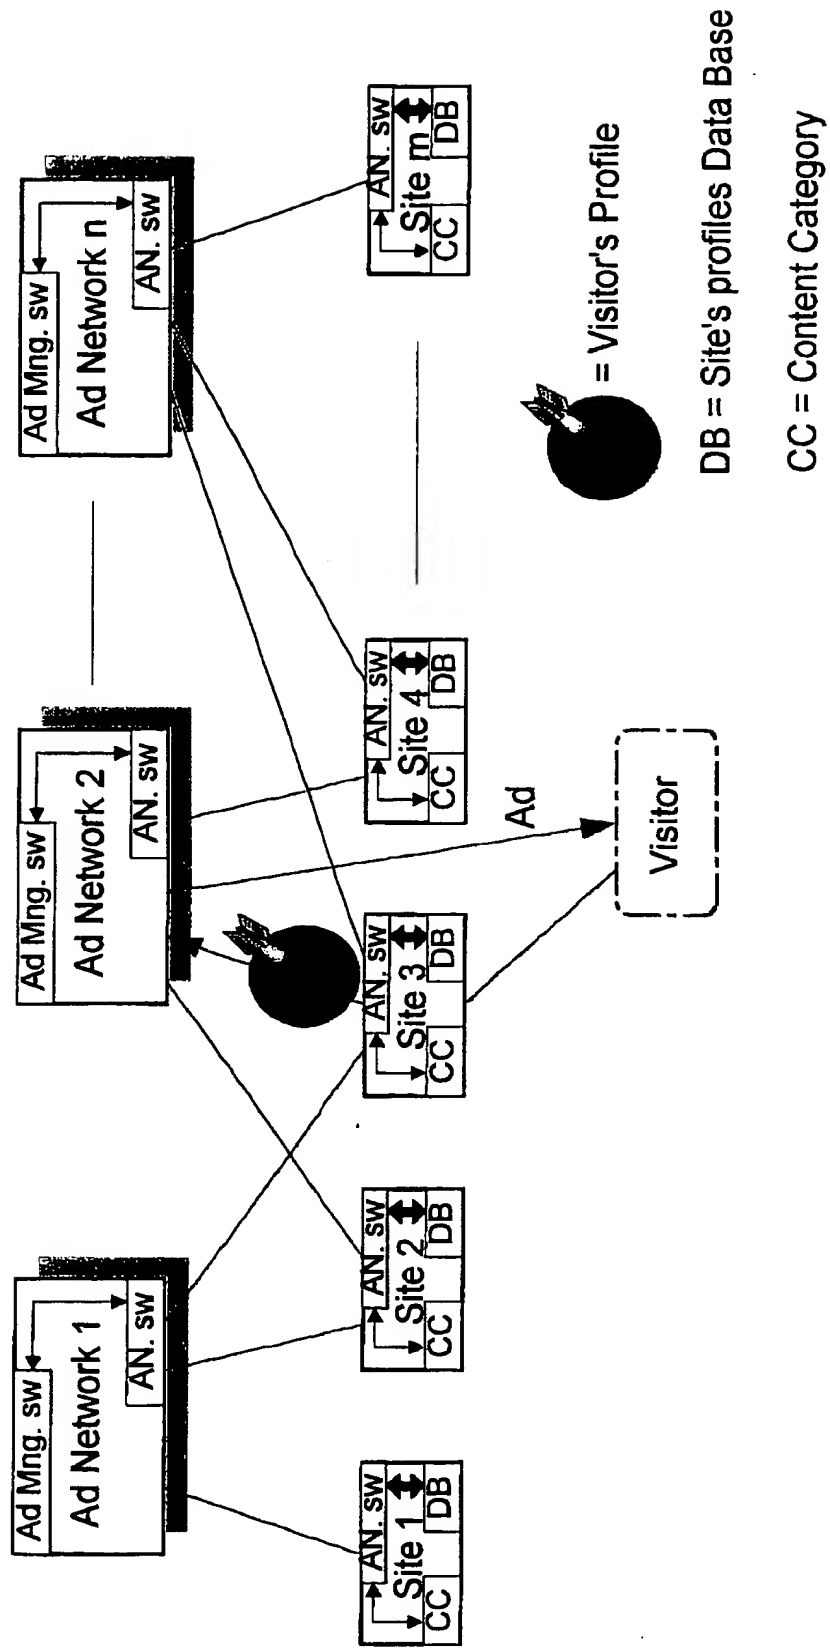 Ad Mng. sw
Ad Network 1
AN. sw
Ad Mng. sw
Ad Network 2
AN. sw
Ad Mng. sw
Ad Network n
AN. sw
AN. sw
Site 1
CC
DB
AN. sw
Site 2
CC
DB
AN. sw
Site 3
CC
DB
AN. sw
Site 4
CC
DB
AN. sw
Site m
CC
DB
Ad
Visitor
= Visitor's Profile
DB = Site's profiles Data Base
CC = Content Category